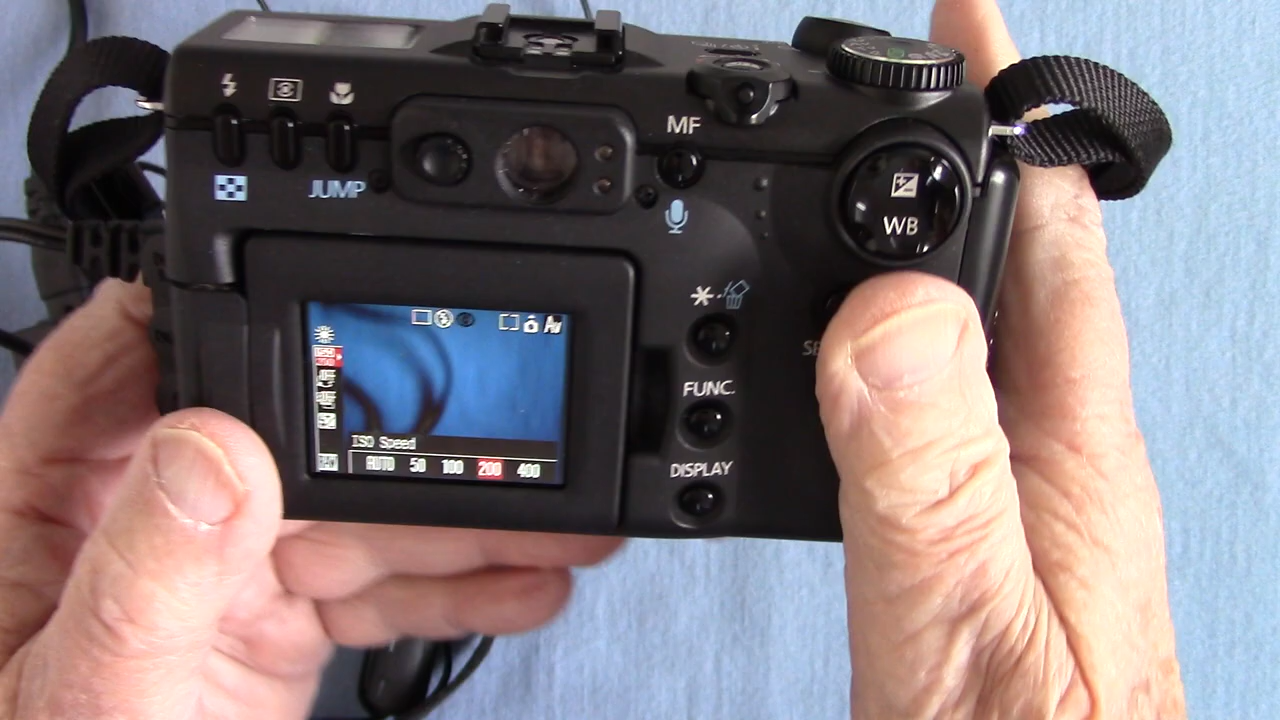 MF
JUMP
WB
Av
FUNC.
ISO Speed
AUTO 50 100 200 400
DISPLAY